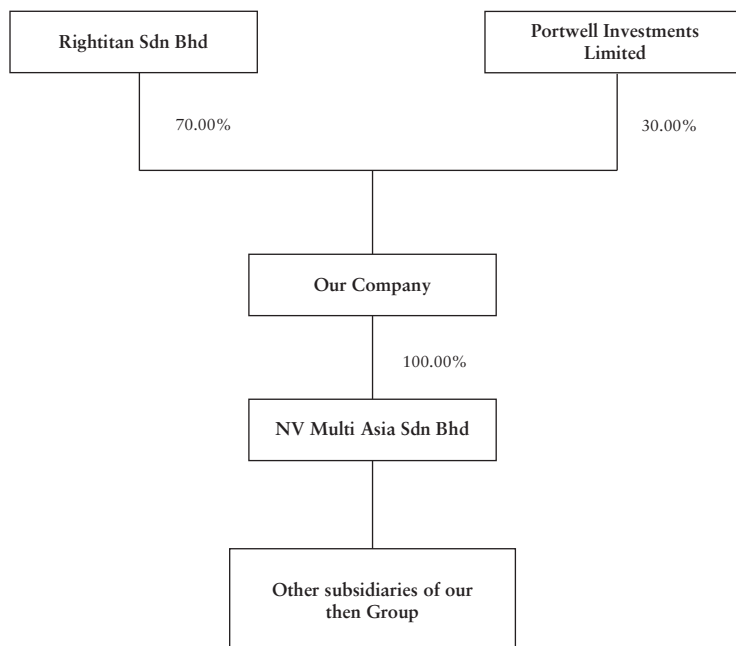 Rightitan Sdn Bhd
Portwell Investments
Limited
70.00%
30.00%
Our Company
100.00%
NV Multi Asia Sdn Bhd
Other subsidiaries of our
then Group